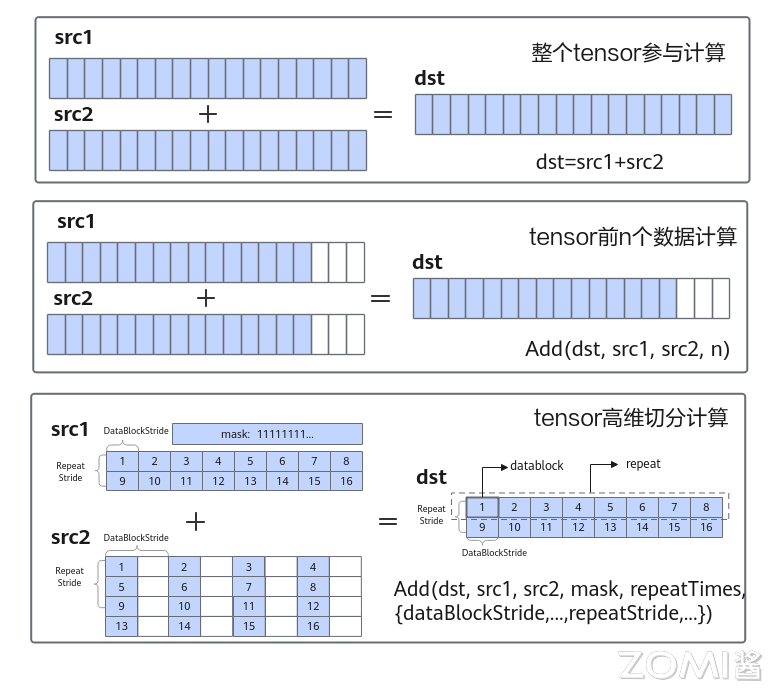 src1
整个tensor参与计算
dst
src2
+
=
dst=src1+src2
src1
tensor前n个数据计算
dst
src2
+
=
Add(dst, src1, src2, n)
tensor高维切分计算
src1
DataBlockStride
mask: 11111111...
Repeat
Stride
1 2 3 4 5 6 7 8
9 10 11 12 13 14 15 16
+
=
src2
DataBlockStride
Repeat
Stride
1 2 3 4
5 6 7 8
9 10 11 12
13 14 15 16
dst
datablock
repeat
Repeat
Stride
1 2 3 4 5 6 7 8
9 10 11 12 13 14 15 16
DataBlockStride
Add(dst, src1, src2, mask, repeatTimes,
{dataBlockStride,...,repeatStride,...})
ZOMI酱